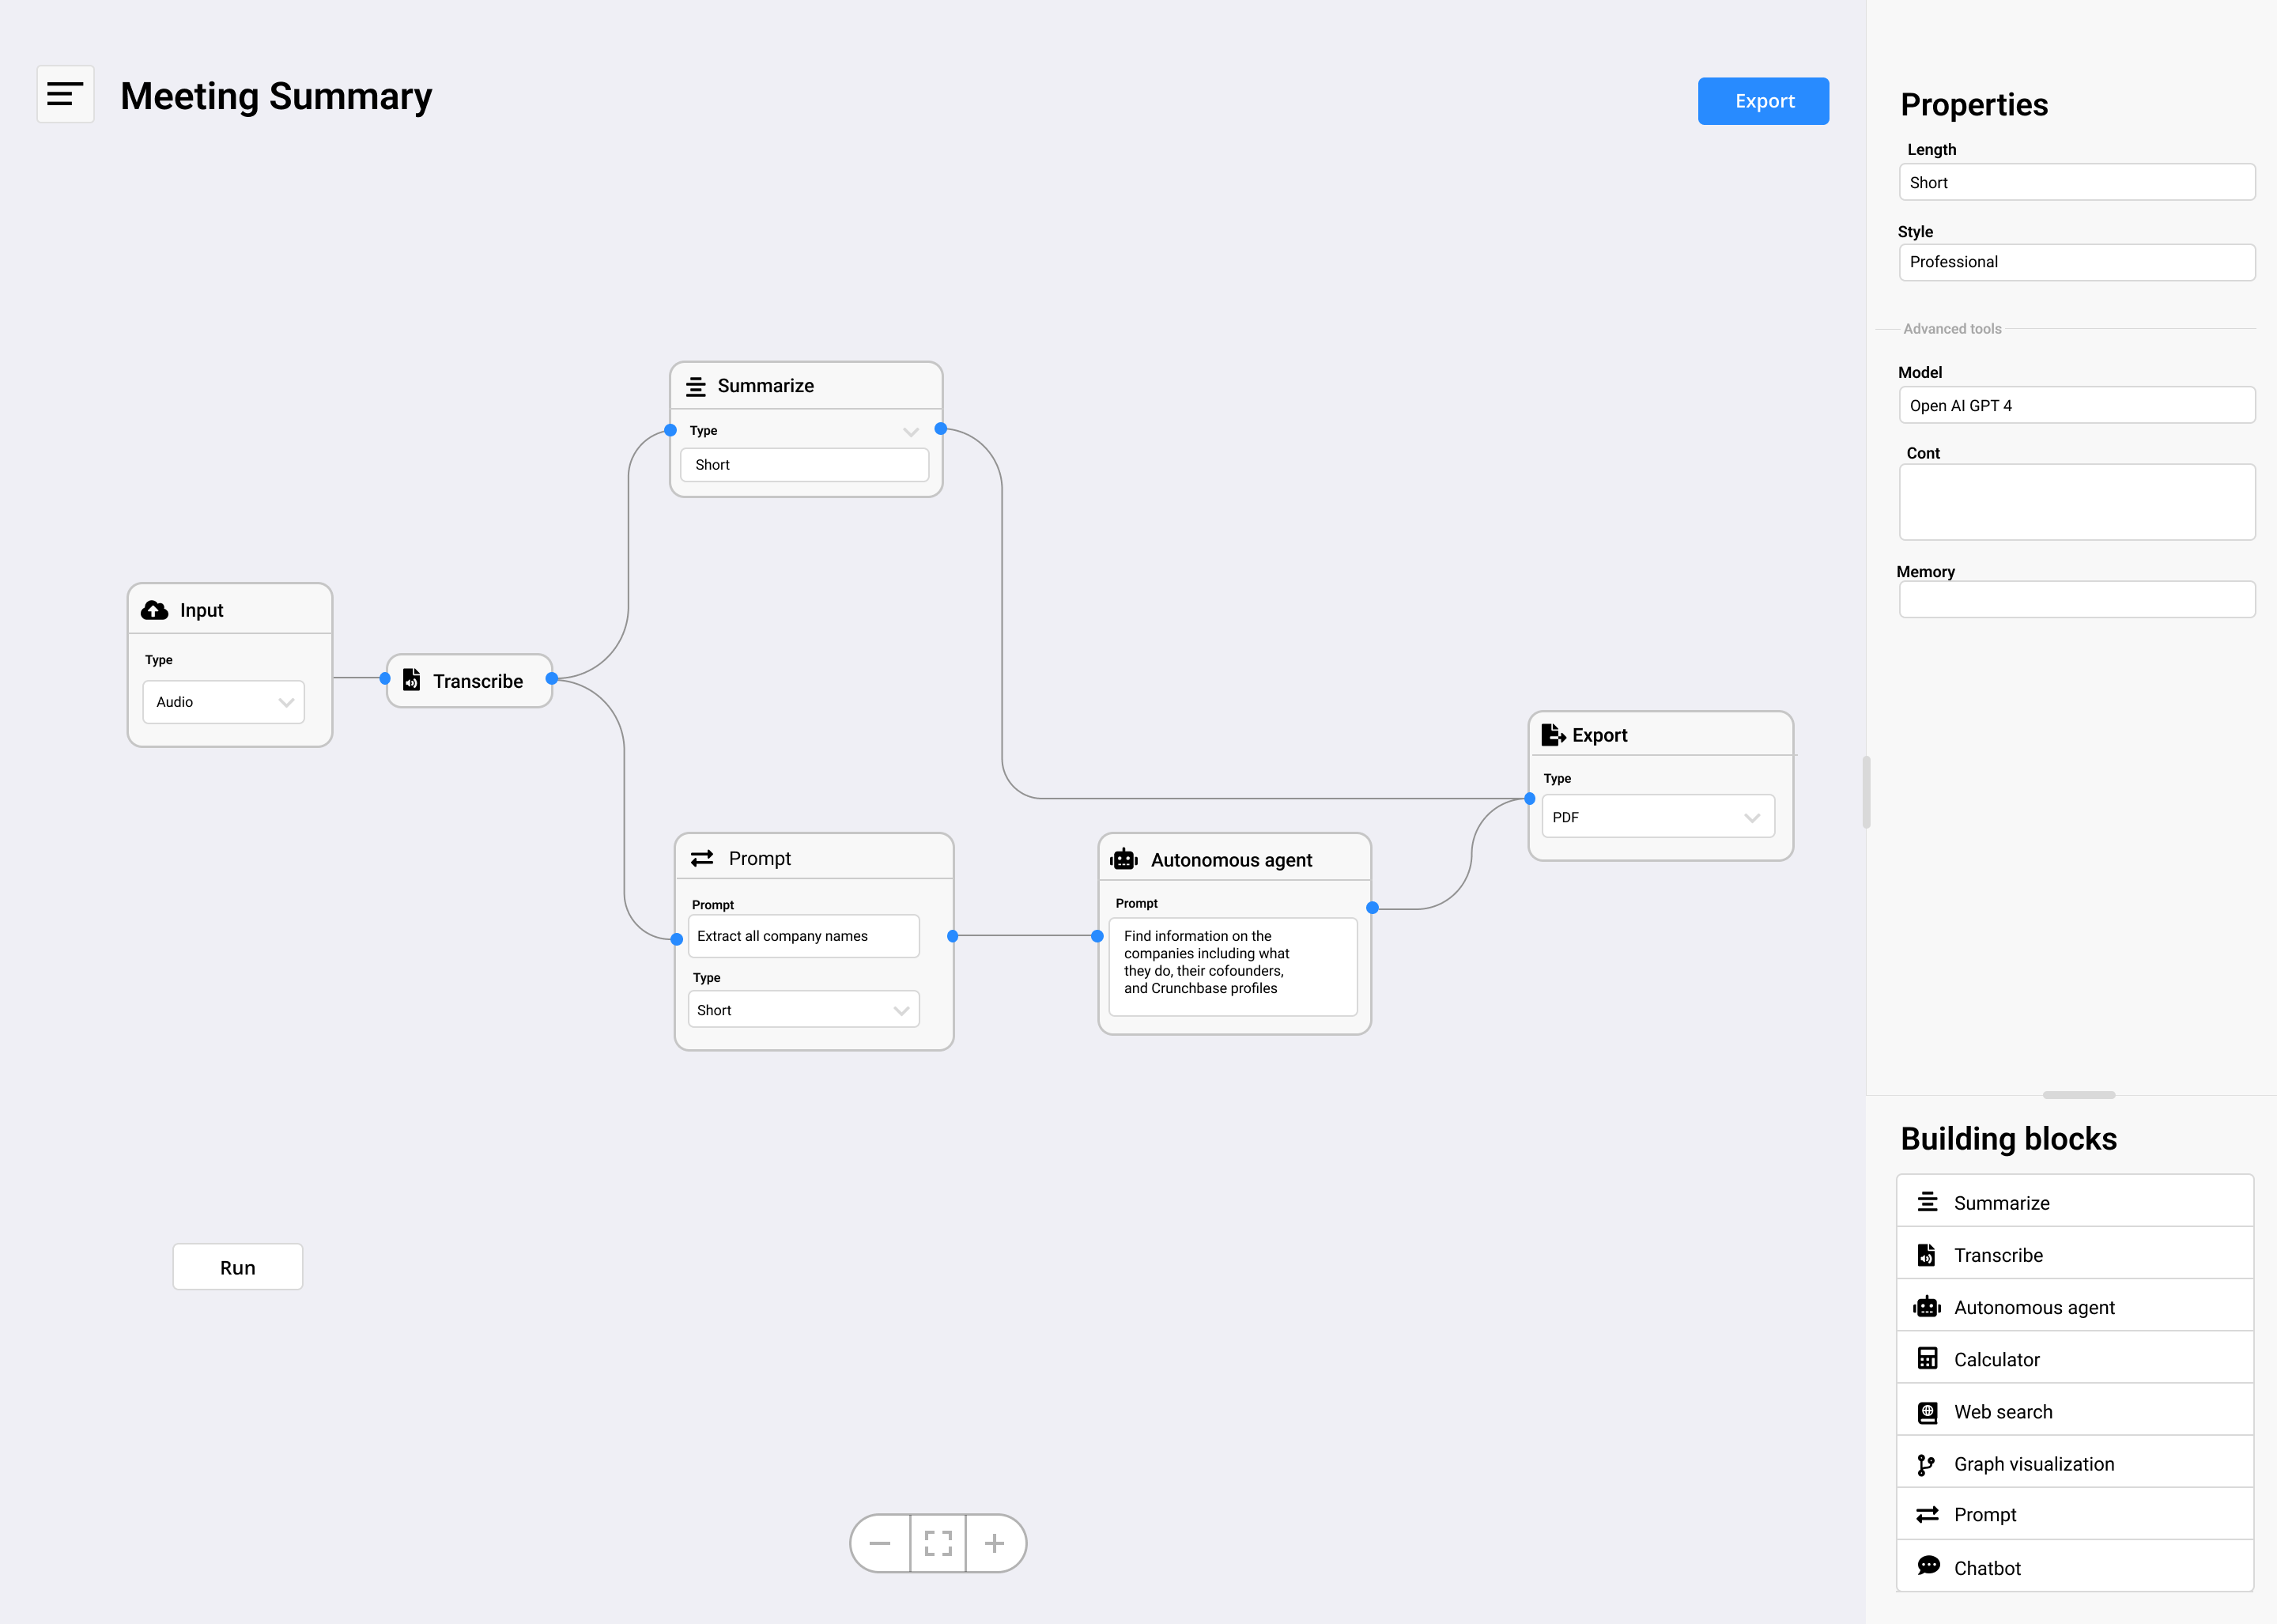 Meeting Summary
Export
Summarize
Type
Short
Input
Type
Audio
Transcribe
Prompt
Prompt
Extract all company names
Type
Short
Autonomous agent
Prompt
Find information on the
companies including what
they do, their cofounders,
and Crunchbase profiles
Export
Type
PDF
Run
Properties
Length
Short
Style
Professional
Advanced tools
Model
Open AI GPT 4
Cont
Memory
Building blocks
Summarize
Transcribe
Autonomous agent
Calculator
Web search
Graph visualization
Prompt
Chatbot